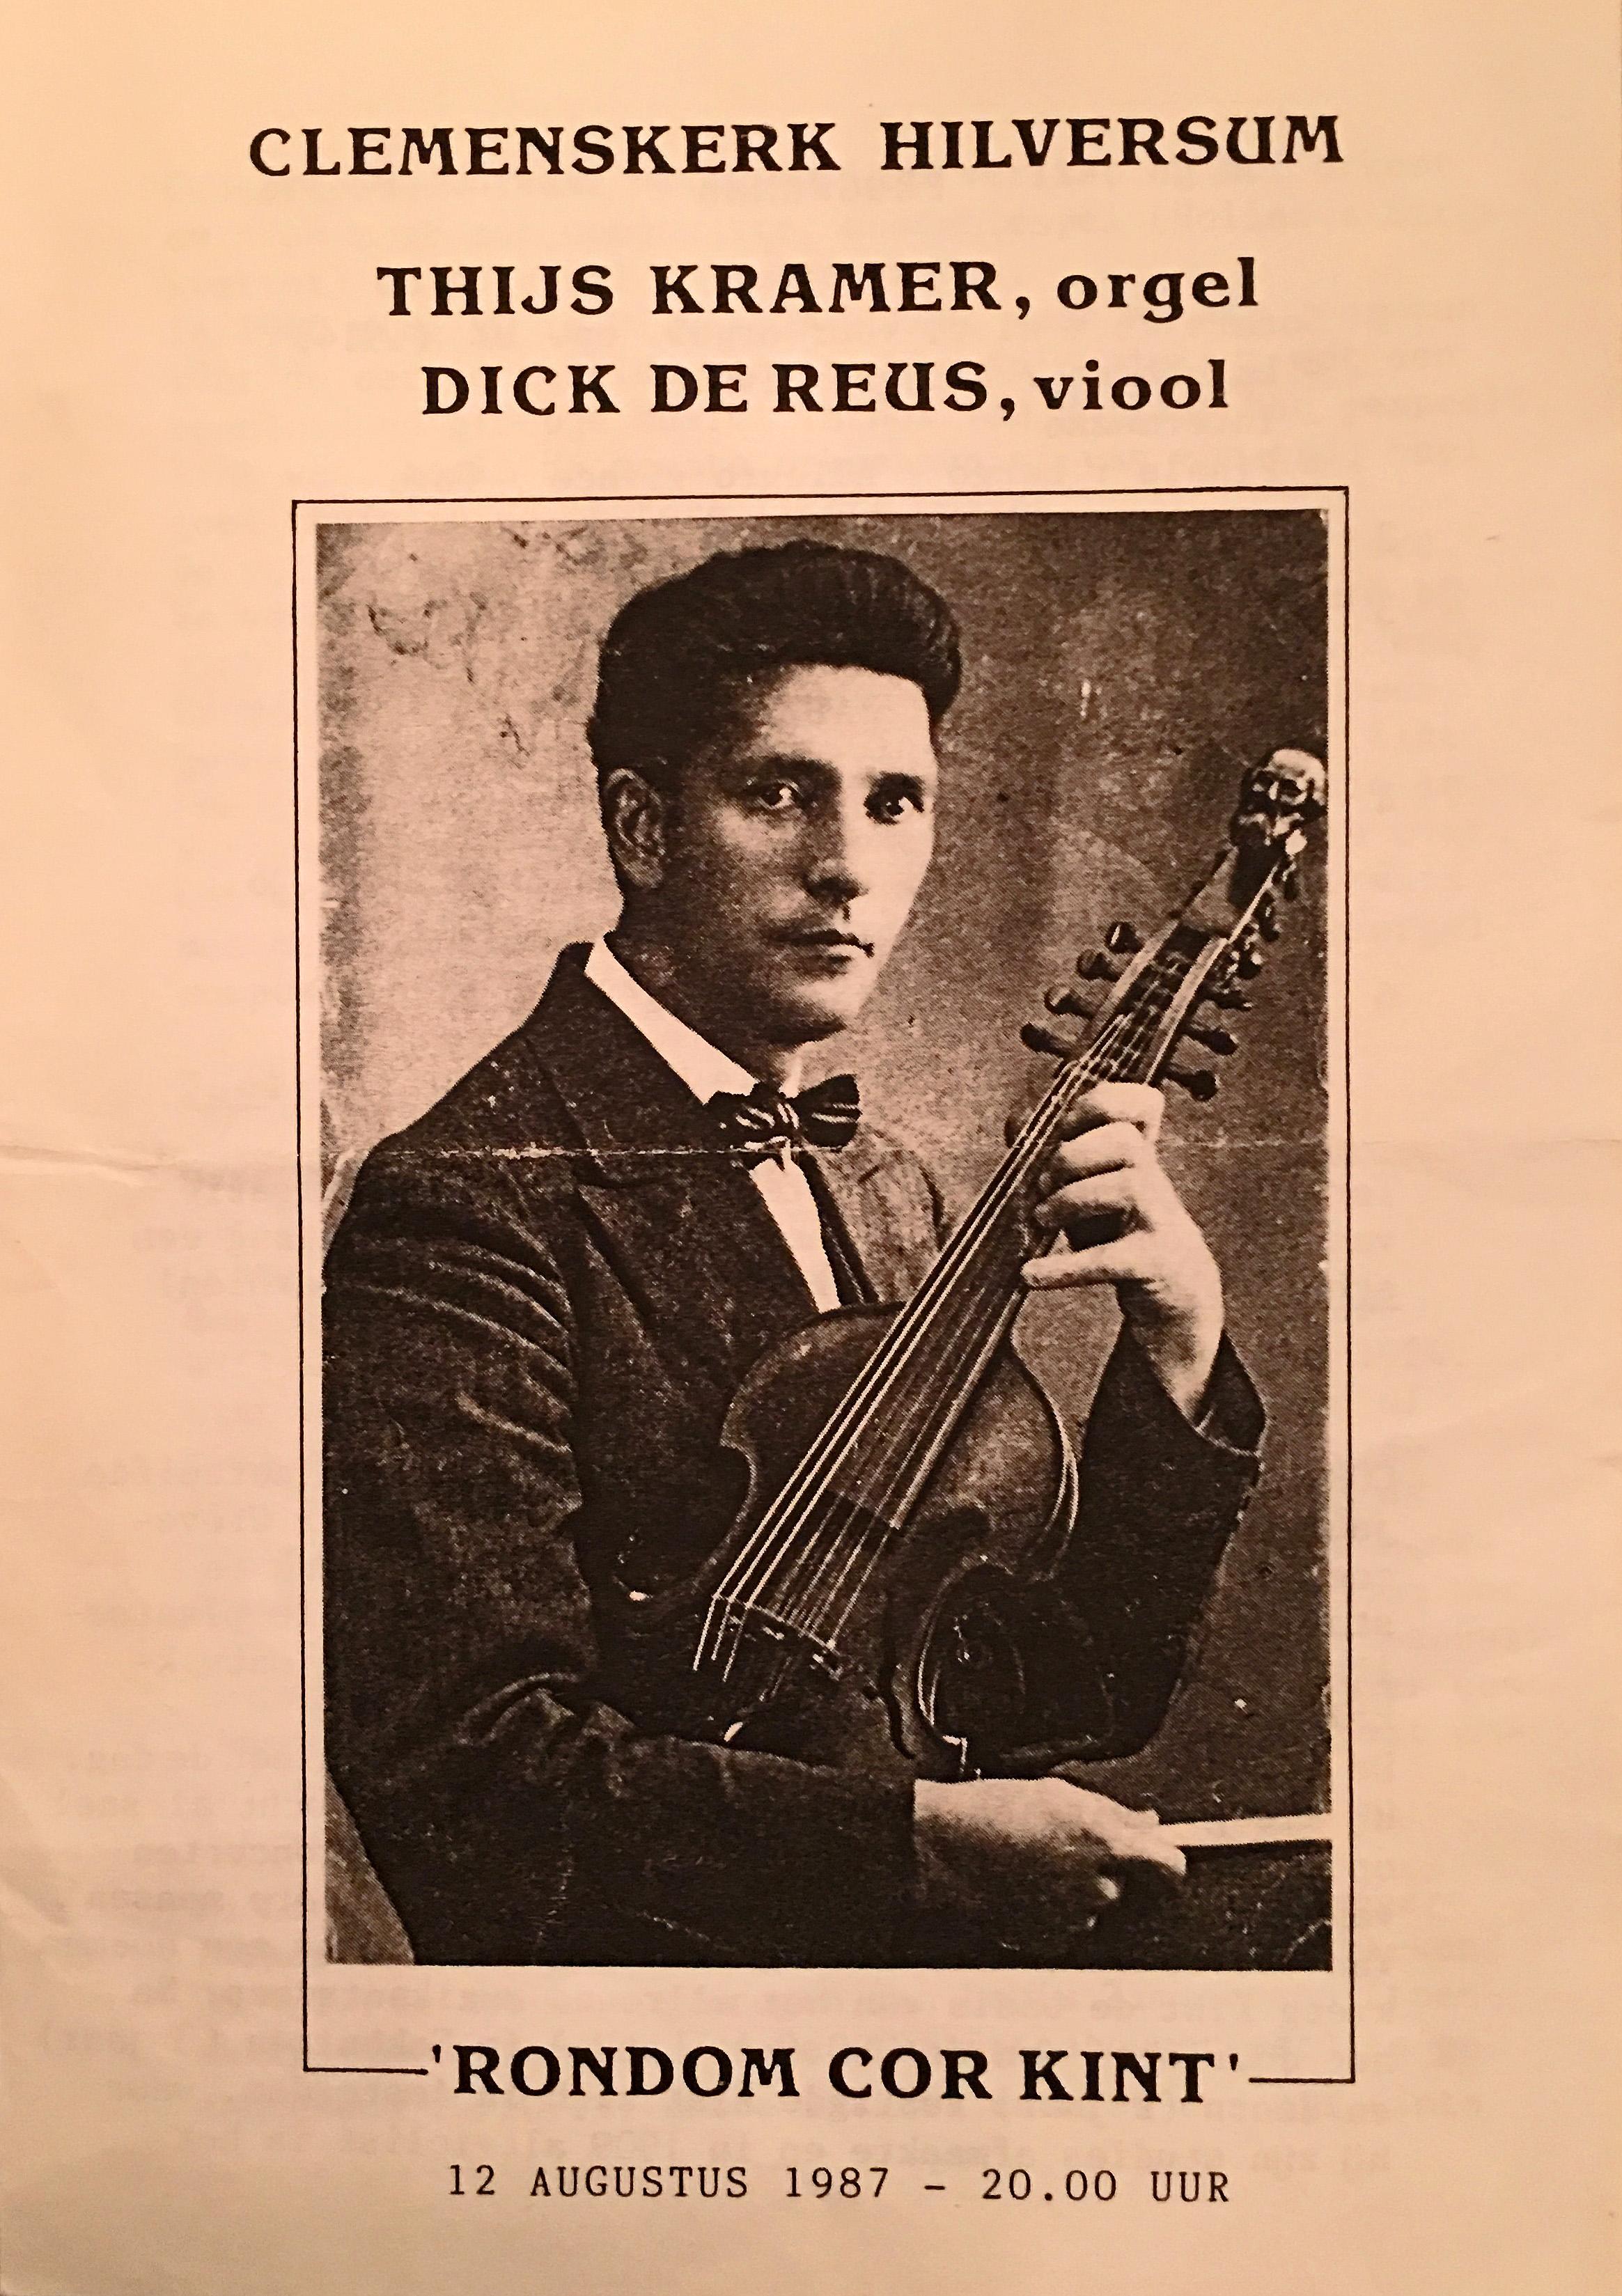 CLEMENSKERK HILVERSUM
THIJS KRAMER, orgel
DICK DE REUS, viool
'RONDOM COR KINT'
12 AUGUSTUS 1987 - 20.00 UUR